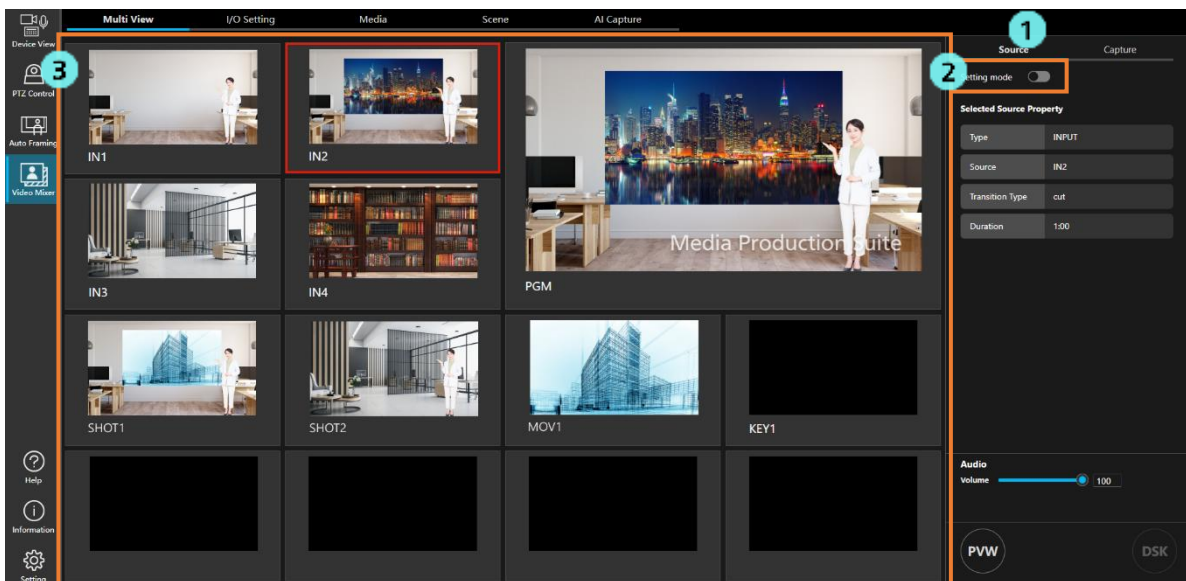 Multi View
I/O Setting
Media
Scene
AI Capture
Device View
PTZ Control
Auto Framing
Video Mixer
Help
Information
Setting
3
IN1
IN2
PGM
Media Production Suite
IN3
IN4
SHOT1
SHOT2
MOV1
KEY1
1
Source
Capture
2
etting mode
Selected Source Property
Type INPUT
Source IN2
Transition Type cut
Duration 1:00
Audio
Volume 100
PVW
DSK